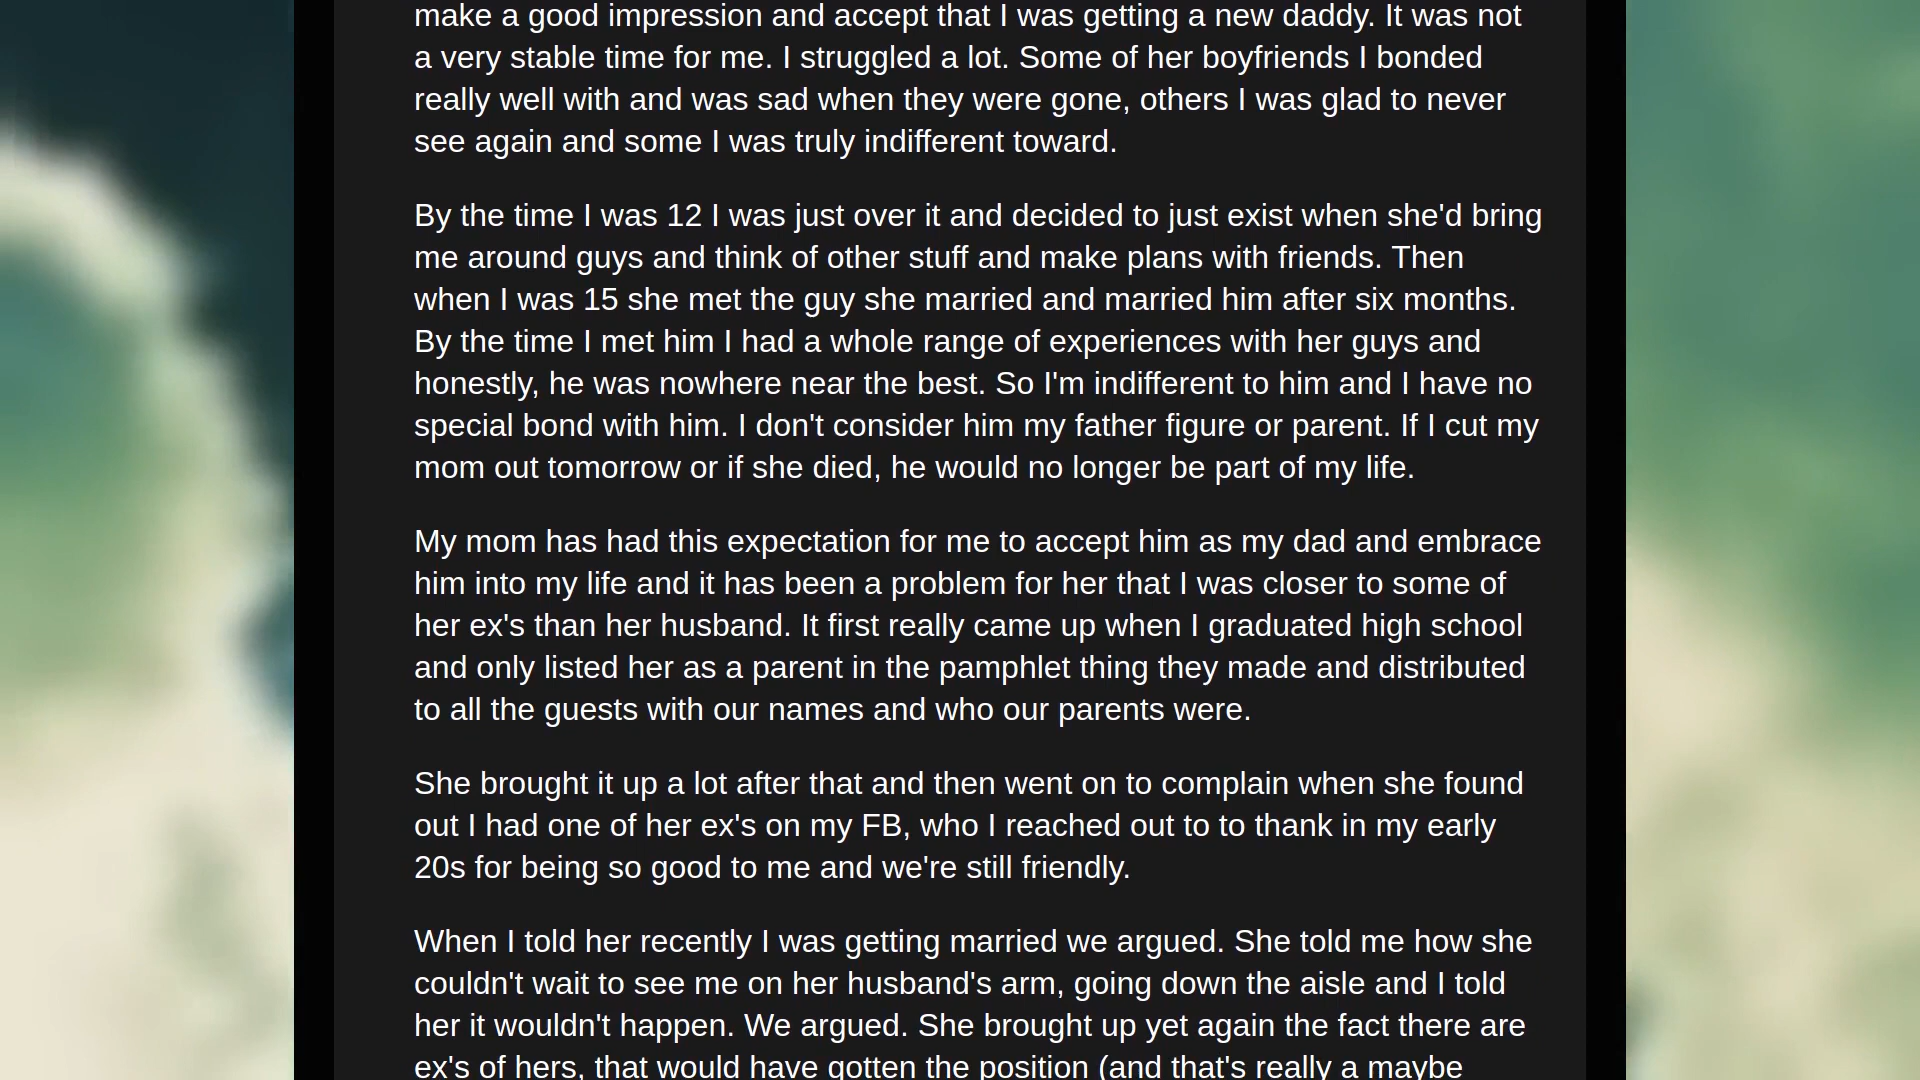 make a good impression and accept that I was getting a new daddy. It was not
a very stable time for me. I struggled a lot. Some of her boyfriends I bonded
really well with and was sad when they were gone, others I was glad to never
see again and some I was truly indifferent toward.
By the time I was 12 I was just over it and decided to just exist when she'd bring
me around guys and think of other stuff and make plans with friends. Then
when I was 15 she met the guy she married and married him after six months.
By the time I met him I had a whole range of experiences with her guys and
honestly, he was nowhere near the best. So I'm indifferent to him and I have no
special bond with him. I don't consider him my father figure or parent. If I cut my
mom out tomorrow or if she died, he would no longer be part of my life.
My mom has had this expectation for me to accept him as my dad and embrace
him into my life and it has been a problem for her that I was closer to some of
her ex's than her husband. It first really came up when I graduated high school
and only listed her as a parent in the pamphlet thing they made and distributed
to all the guests with our names and who our parents were.
She brought it up a lot after that and then went on to complain when she found
out I had one of her ex's on my FB, who I reached out to to thank in my early
20s for being so good to me and we're still friendly.
When I told her recently I was getting married we argued. She told me how she
couldn't wait to see me on her husband's arm, going down the aisle and I told
her it wouldn't happen. We argued. She brought up yet again the fact there are
ex's of hers, that would have gotten the position (and that's really a maybe